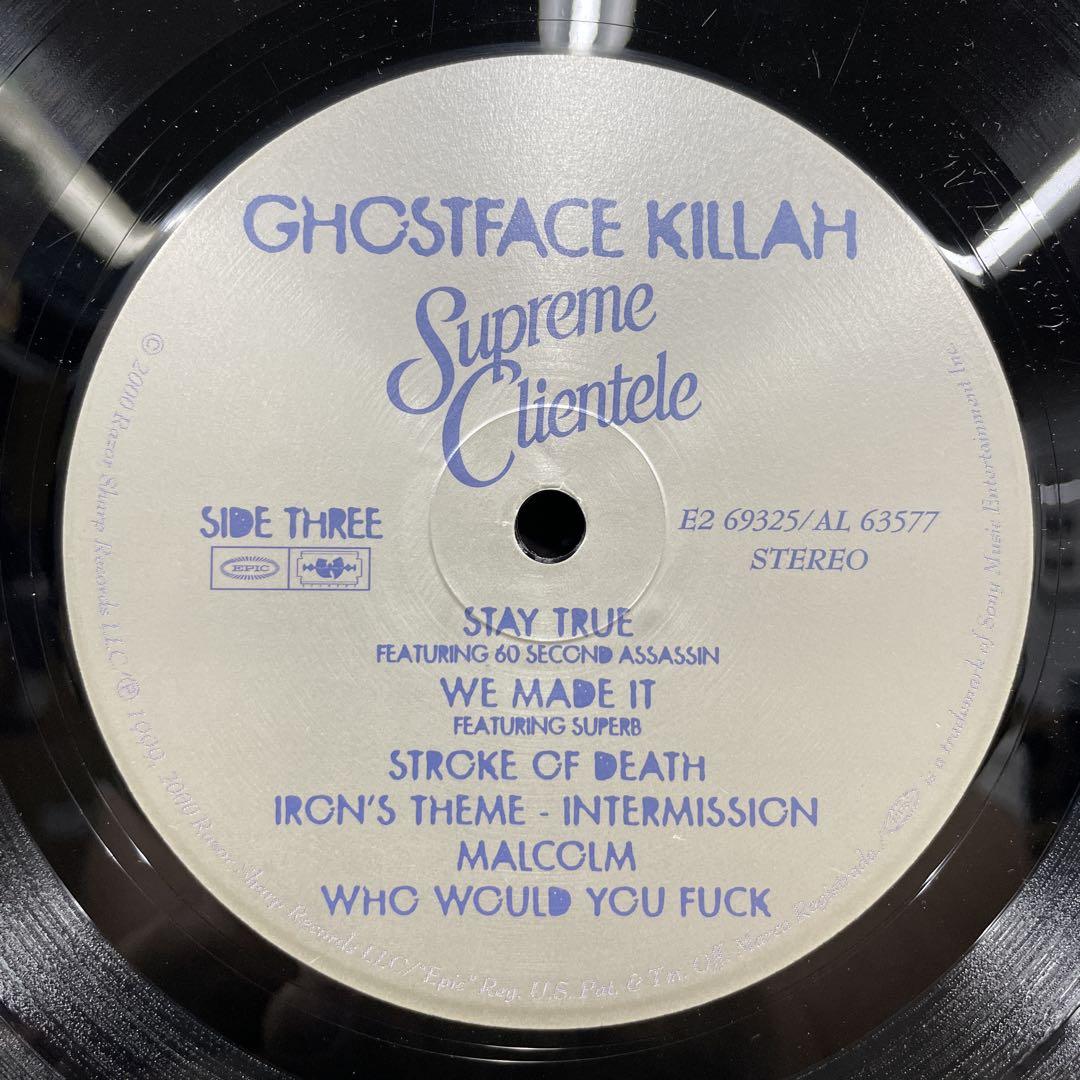 GHOSTFACE KILLAH
Supreme
Clientele
SIDE THREE
EPIC
E2 69325/AL 63577
STEREO
STAY TRUE
FEATURING 60 SECOND ASSASSIN
WE MADE IT
FEATURING SUPERB
STROKE OF DEATH
IRON'S THEME - INTERMISSION
MALCOLM
WHO WOULD YOU FUCK
© 2000 Razor Sharp Records LLC/℗ 1999, 2000 Razor Sharp Records LLC/"Epic" Reg. U.S. Pat. & Tm. Off. Marca Registrada. is a trademark of Sony Music Entertainment Inc.